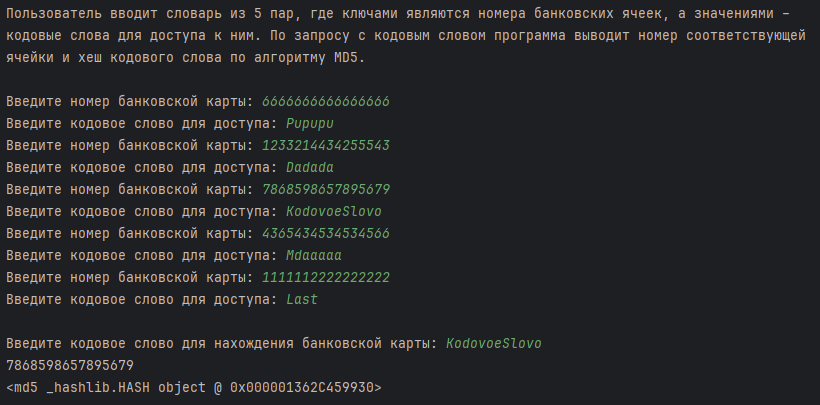 Пользователь вводит словарь из 5 пар, где ключами являются номера банковских ячеек, а значениями –
кодовые слова для доступа к ним. По запросу с кодовым словом программа выводит номер соответствующей
ячейки и хеш кодового слова по алгоритму MD5.
Введите номер банковской карты: 6666666666666666
Введите кодовое слово для доступа: Pupupu
Введите номер банковской карты: 1233214434255543
Введите кодовое слово для доступа: Dadada
Введите номер банковской карты: 7868598657895679
Введите кодовое слово для доступа: KodovoeSlovo
Введите номер банковской карты: 4365434534534566
Введите кодовое слово для доступа: Mdaaaaa
Введите номер банковской карты: 1111112222222222
Введите кодовое слово для доступа: Last
Введите кодовое слово для нахождения банковской карты: KodovoeSlovo
7868598657895679
<md5 _hashlib.HASH object @ 0x000001362C459930>